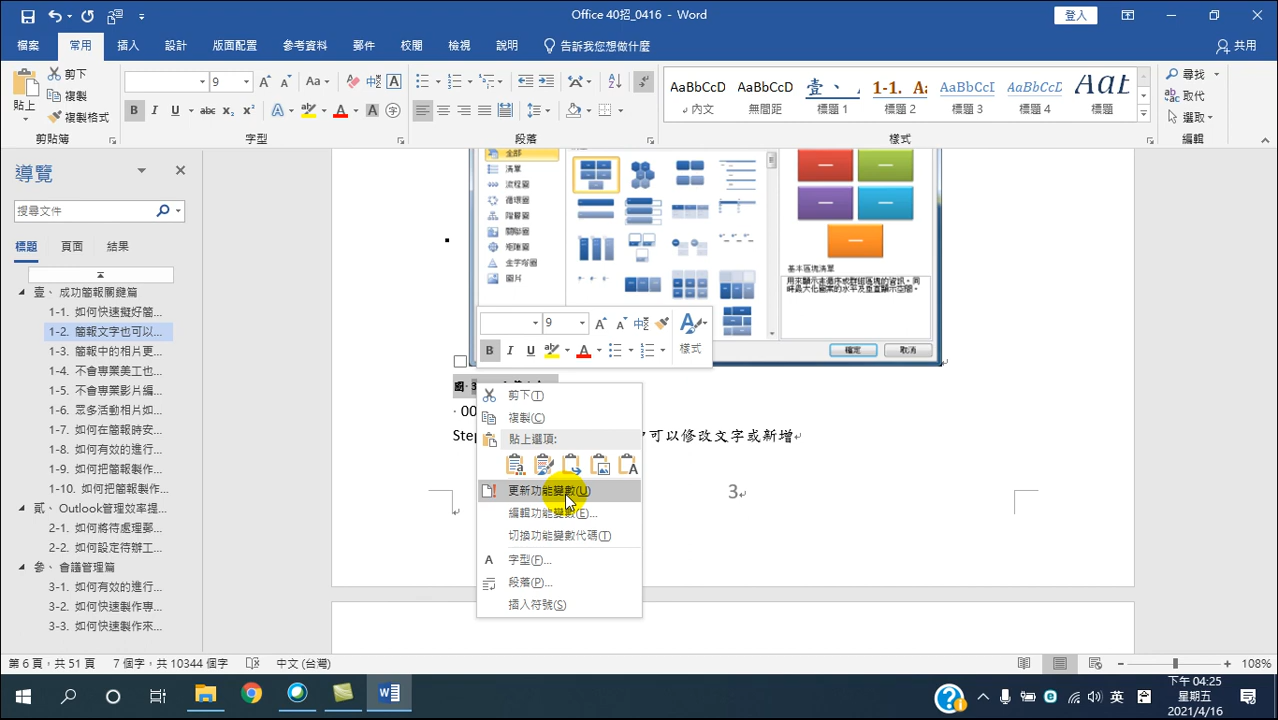 Office 40招_0416 - Word
登入
檔案 常用 插入 設計 版面配置 參考資料 郵件 校閱 檢視 說明 告訴我您想做什麼 共用
貼上
剪下
複製
複製格式
剪貼簿
9
字型
段落
AaBbCcD AaBbCcD 壹、 1-1. Aa AaBbCcI AaBbCcD AaB
內文 無間距 標題 1 標題 2 標題 3 標題 4 標題
樣式
尋找
取代
選取
編輯
導覽
搜尋文件
標題 頁面 結果
壹、 成功簡報關鍵篇
1-1. 如何快速擬好簡...
1-2. 簡報文字也可以...
1-3. 簡報中的相片更...
1-4. 不會專業美工也...
1-5. 不會專業影片編...
1-6. 眾多活動相片如...
1-7. 如何在簡報時安...
1-8. 如何有效的進行...
1-9. 如何把簡報製作...
1-10. 如何把簡報製作...
貳、 Outlook管理效率提...
2-1. 如何將待處理郵...
2-2. 如何設定待辦工...
參、 會議管理篇
3-1. 如何有效的進行...
3-2. 如何快速製作專...
3-3. 如何快速製作來...
全部
清單
流程圖
循環圖
階層圖
關聯圖
矩陣圖
金字塔圖
圖片
基本區塊清單
確定 取消
9
樣式
圖 3
00
Step
可以修改文字或新增
3
剪下(T)
複製(C)
貼上選項:
更新功能變數(U)
編輯功能變數(E)...
切換功能變數代碼(T)
字型(F)...
段落(P)...
插入符號(S)
第 6 頁，共 51 頁 7 個字，共 10344 個字 中文 (台灣) 108%
英
下午 04:25
星期五
2021/4/16